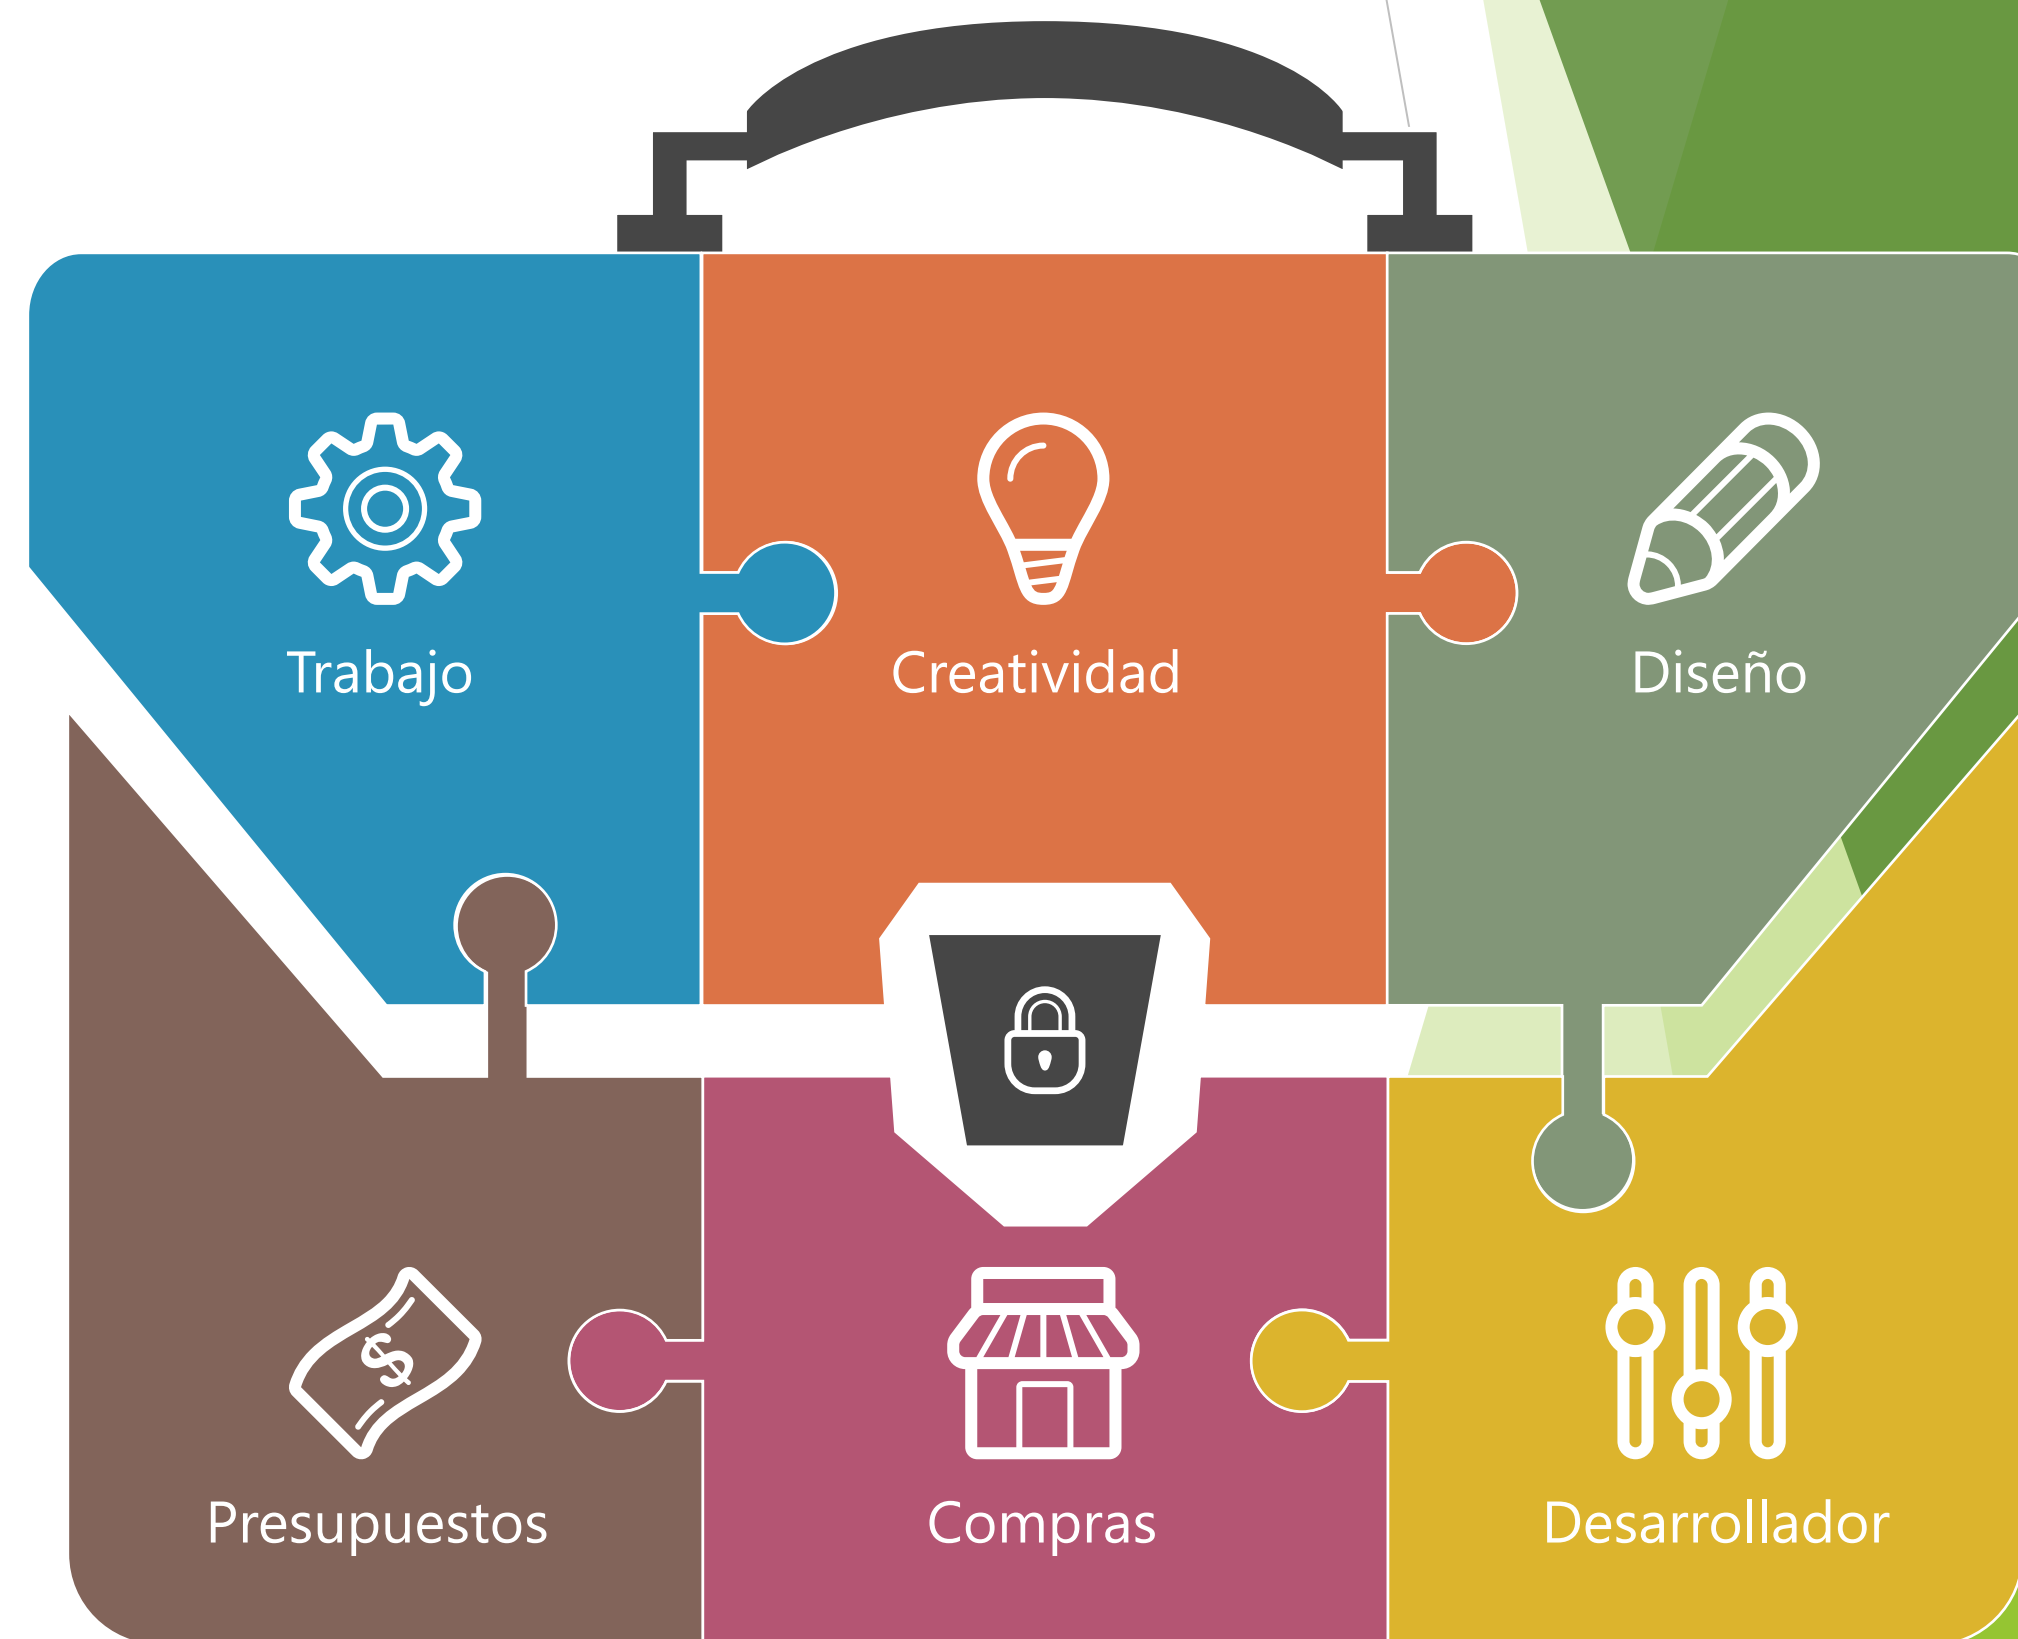 Trabajo
Creatividad
Diseño
Presupuestos
Compras
Desarrollador